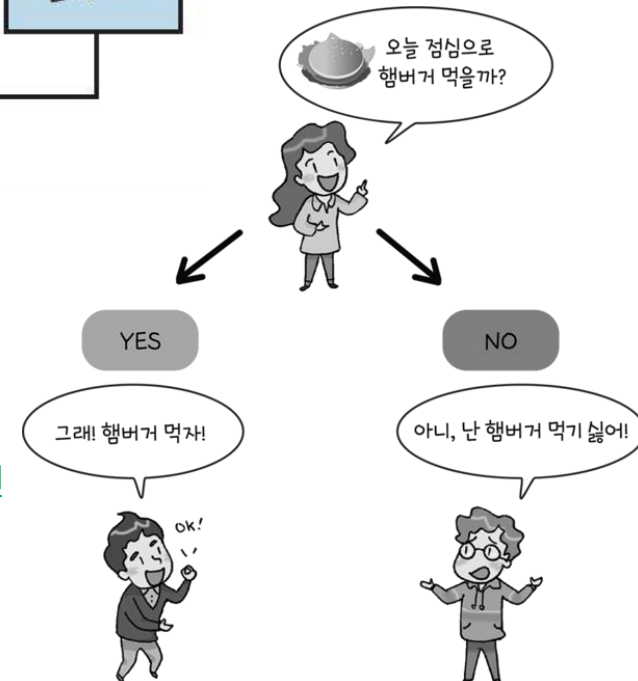 오늘 점심으로
햄버거 먹을까?
YES
NO
그래! 햄버거 먹자!
아니, 난 햄버거 먹기 싫어!
OK!